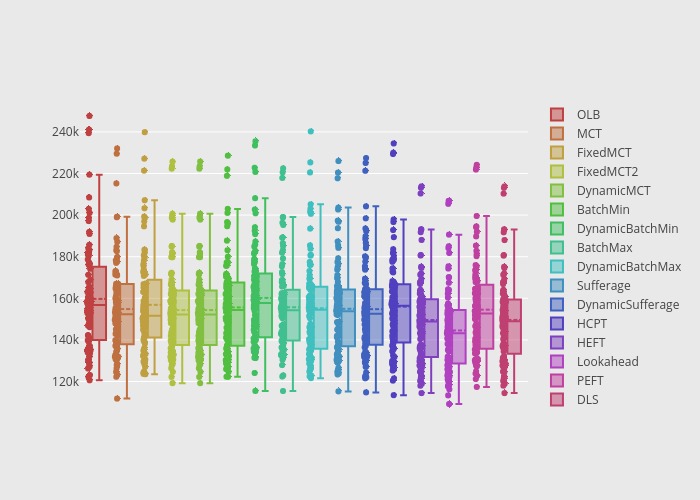 240k
220k
200k
180k
160k
140k
120k
OLB
MCT
FixedMCT
FixedMCT2
DynamicMCT
BatchMin
DynamicBatchMin
BatchMax
DynamicBatchMax
Sufferage
DynamicSufferage
HCPT
HEFT
Lookahead
PEFT
DLS